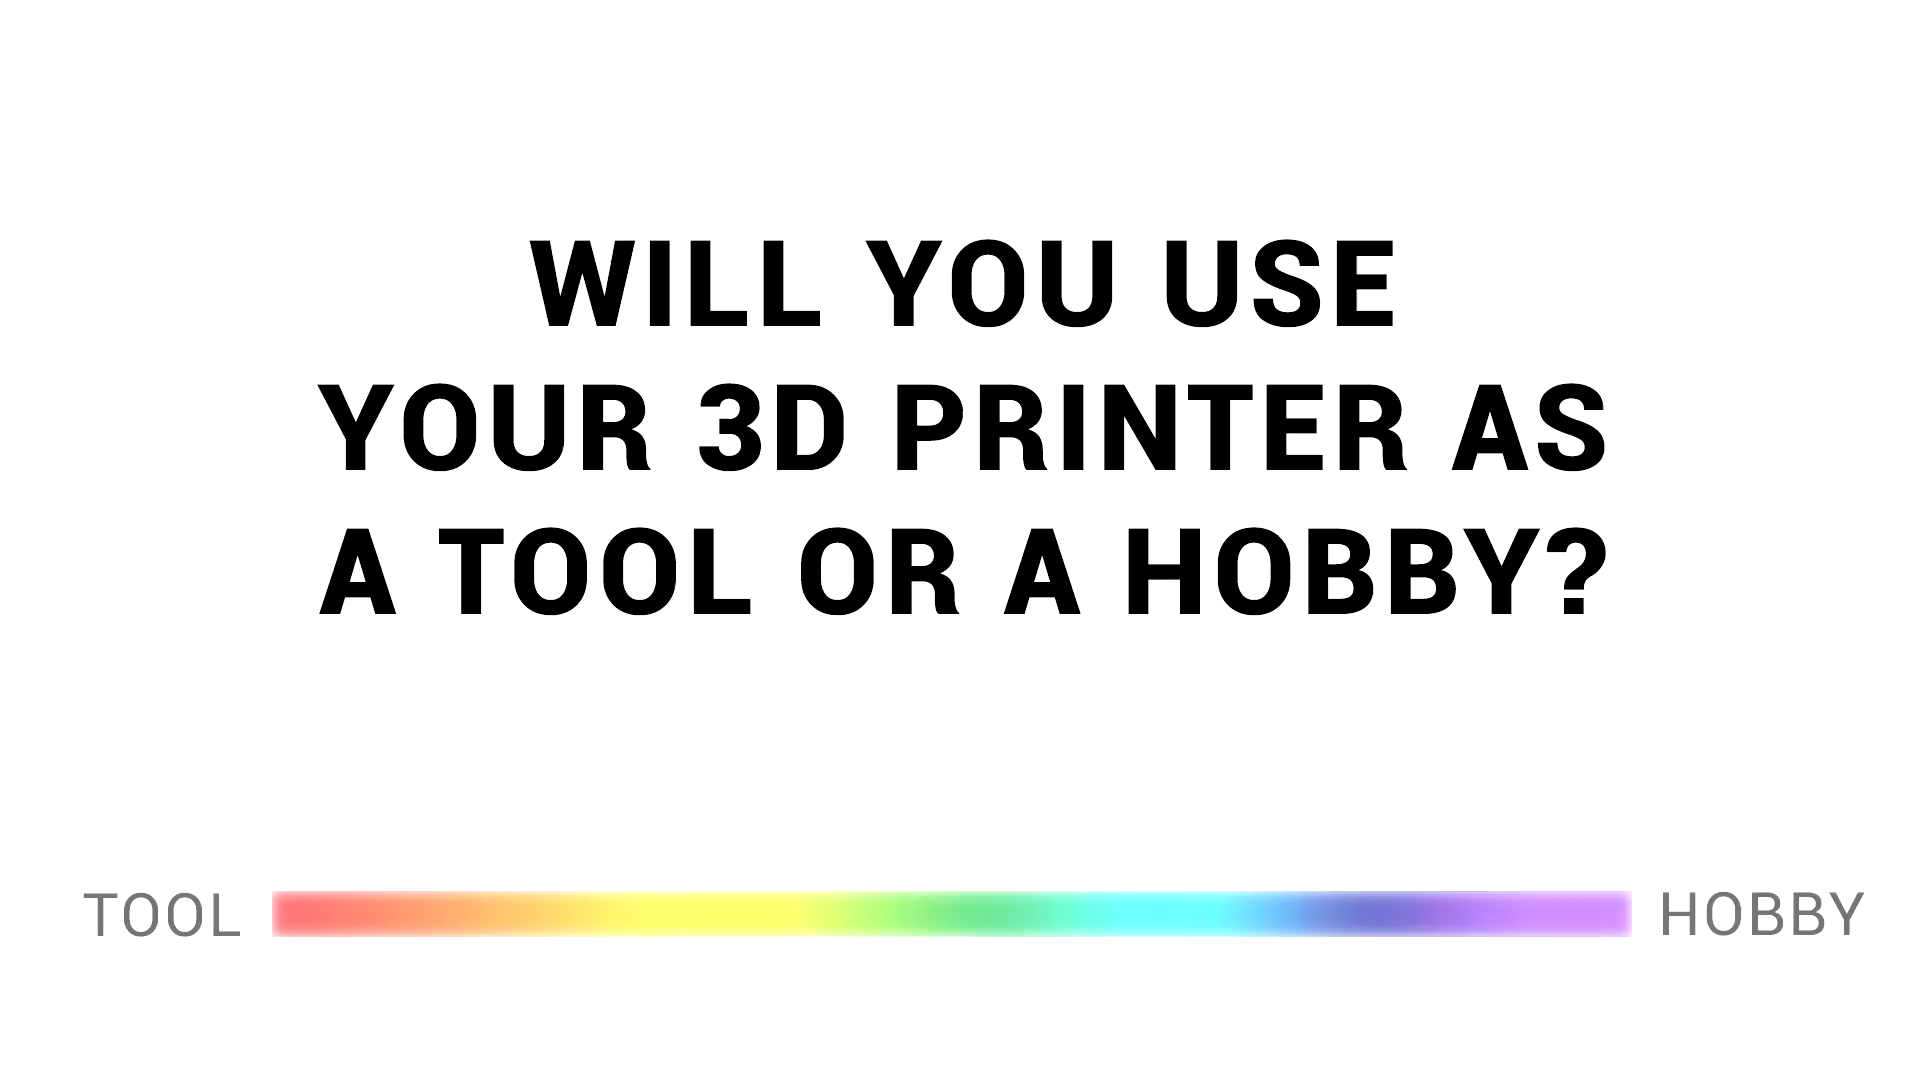 WILL YOU USE
YOUR 3D PRINTER AS
A TOOL OR A HOBBY?
TOOL HOBBY